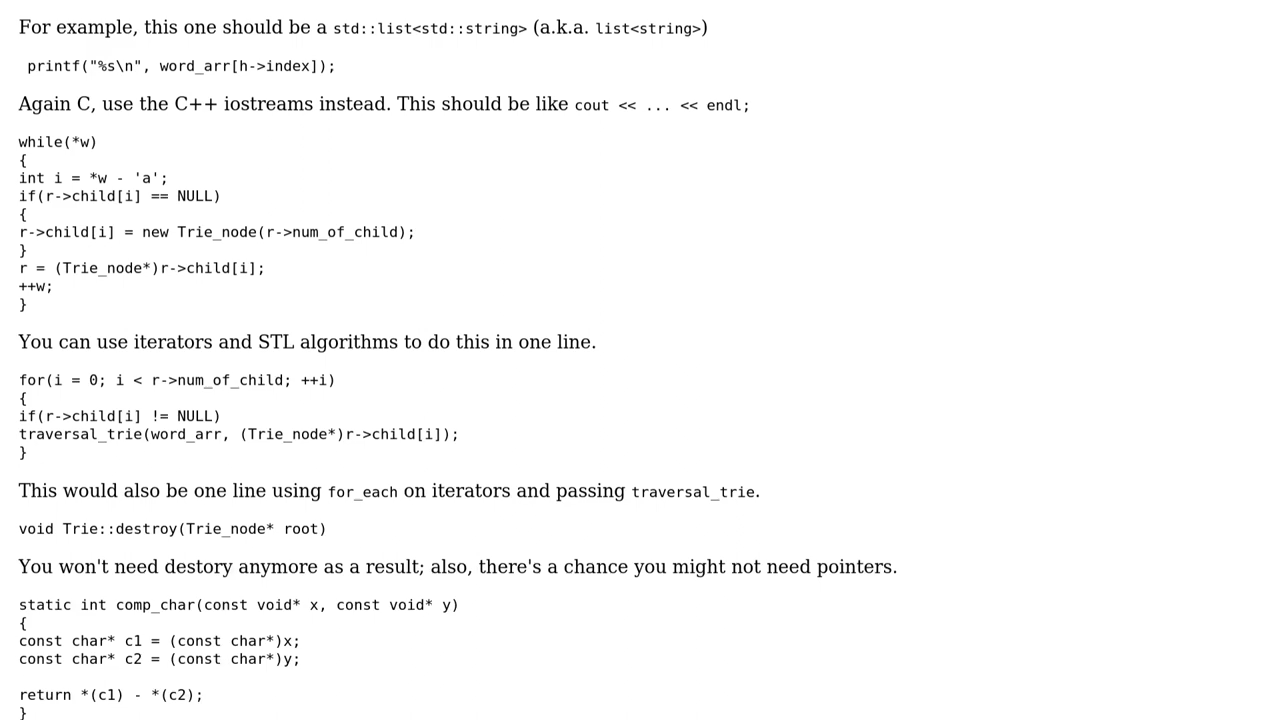 For example, this one should be a std::list<std::string> (a.k.a. list<string>)
printf("%s\n", word_arr[h->index]);
Again C, use the C++ iostreams instead. This should be like cout << ... << endl;
while(*w)
{
int i = *w - 'a';
if(r->child[i] == NULL)
{
r->child[i] = new Trie_node(r->num_of_child);
}
r = (Trie_node*)r->child[i];
++w;
}
You can use iterators and STL algorithms to do this in one line.
for(i = 0; i < r->num_of_child; ++i)
{
if(r->child[i] != NULL)
traversal_trie(word_arr, (Trie_node*)r->child[i]);
}
This would also be one line using for_each on iterators and passing traversal_trie.
void Trie::destroy(Trie_node* root)
You won't need destory anymore as a result; also, there's a chance you might not need pointers.
static int comp_char(const void* x, const void* y)
{
const char* c1 = (const char*)x;
const char* c2 = (const char*)y;
return *(c1) - *(c2);
}